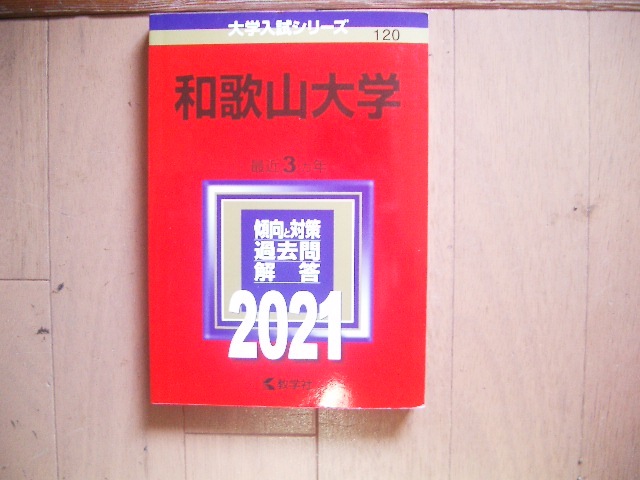 大学入試シリーズ
120
和歌山大学
最近3ヵ年
傾向と対策
過去問
解答
2021
教学社